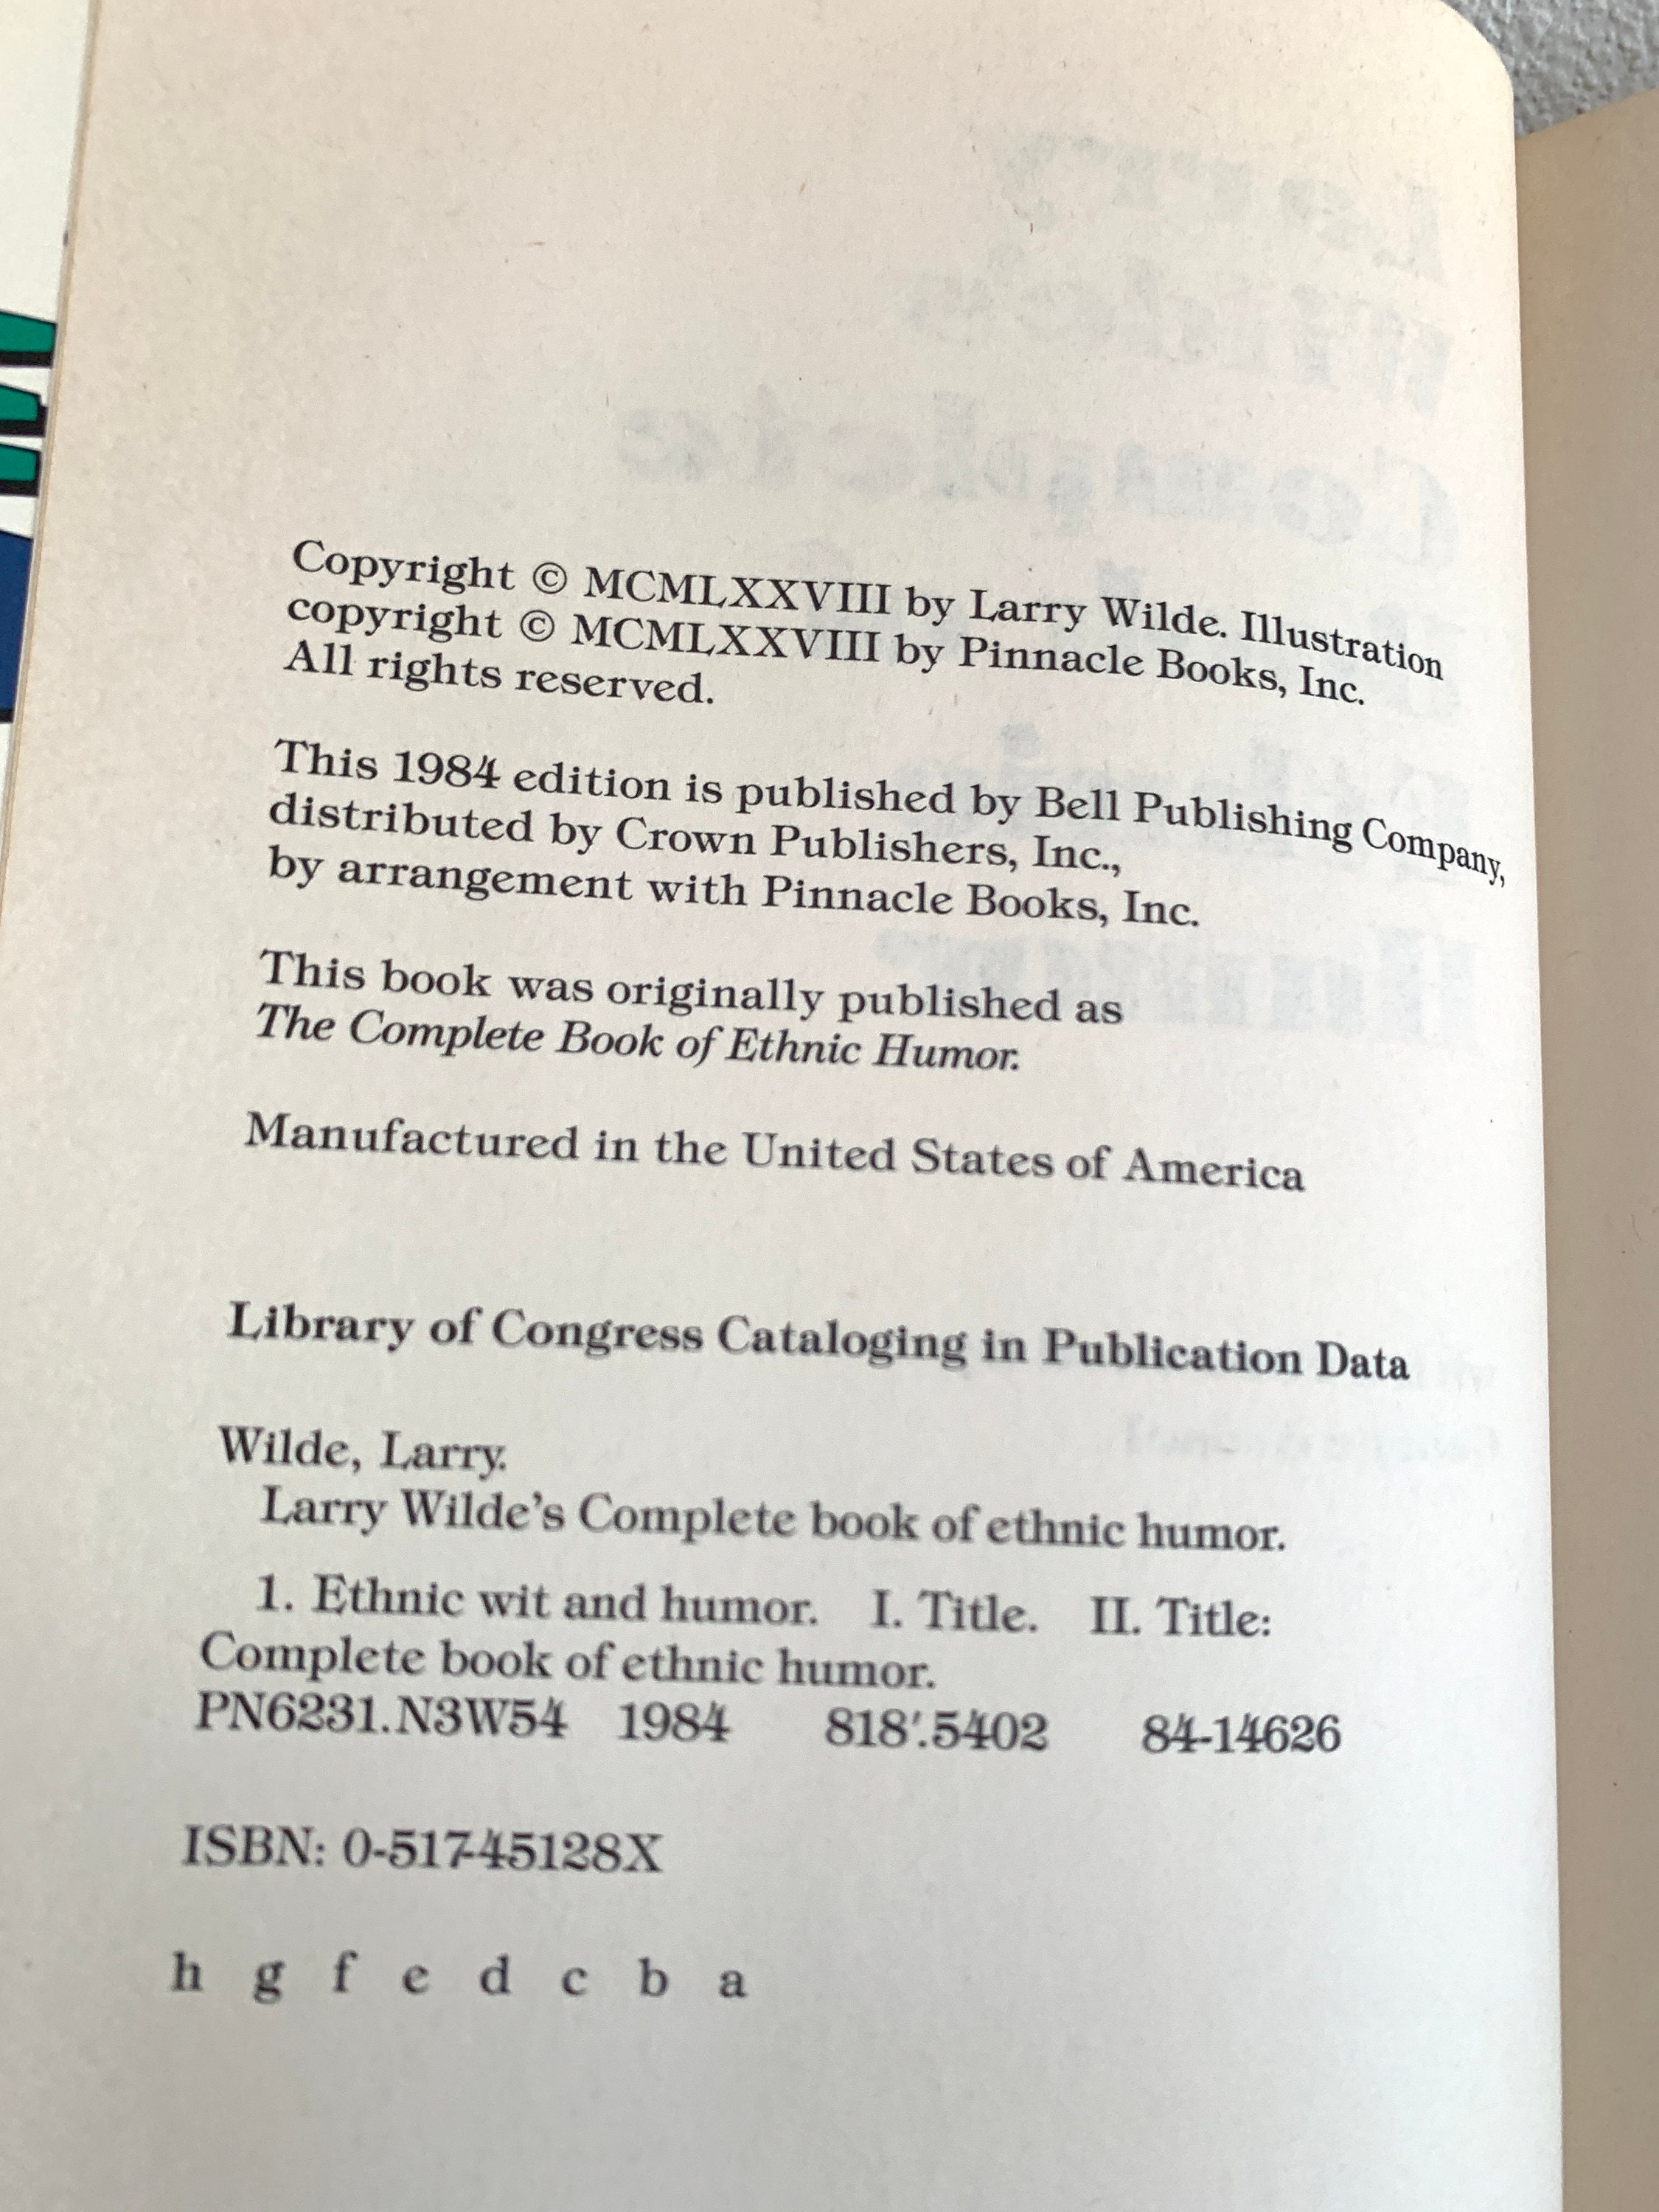 Copyright © MCMLXXVIII by Larry Wilde. Illustration
copyright © MCMLXXVIII by Pinnacle Books, Inc.
All rights reserved.
This 1984 edition is published by Bell Publishing Company,
distributed by Crown Publishers, Inc.,
by arrangement with Pinnacle Books, Inc.
This book was originally published as
The Complete Book of Ethnic Humor.
Manufactured in the United States of America
Library of Congress Cataloging in Publication Data
Wilde, Larry.
Larry Wilde's Complete book of ethnic humor.
1. Ethnic wit and humor. I. Title. II. Title:
Complete book of ethnic humor.
PN6231.N3W54 1984 818′.5402 84-14626
ISBN: 0-517-45128X
h g f e d c b a